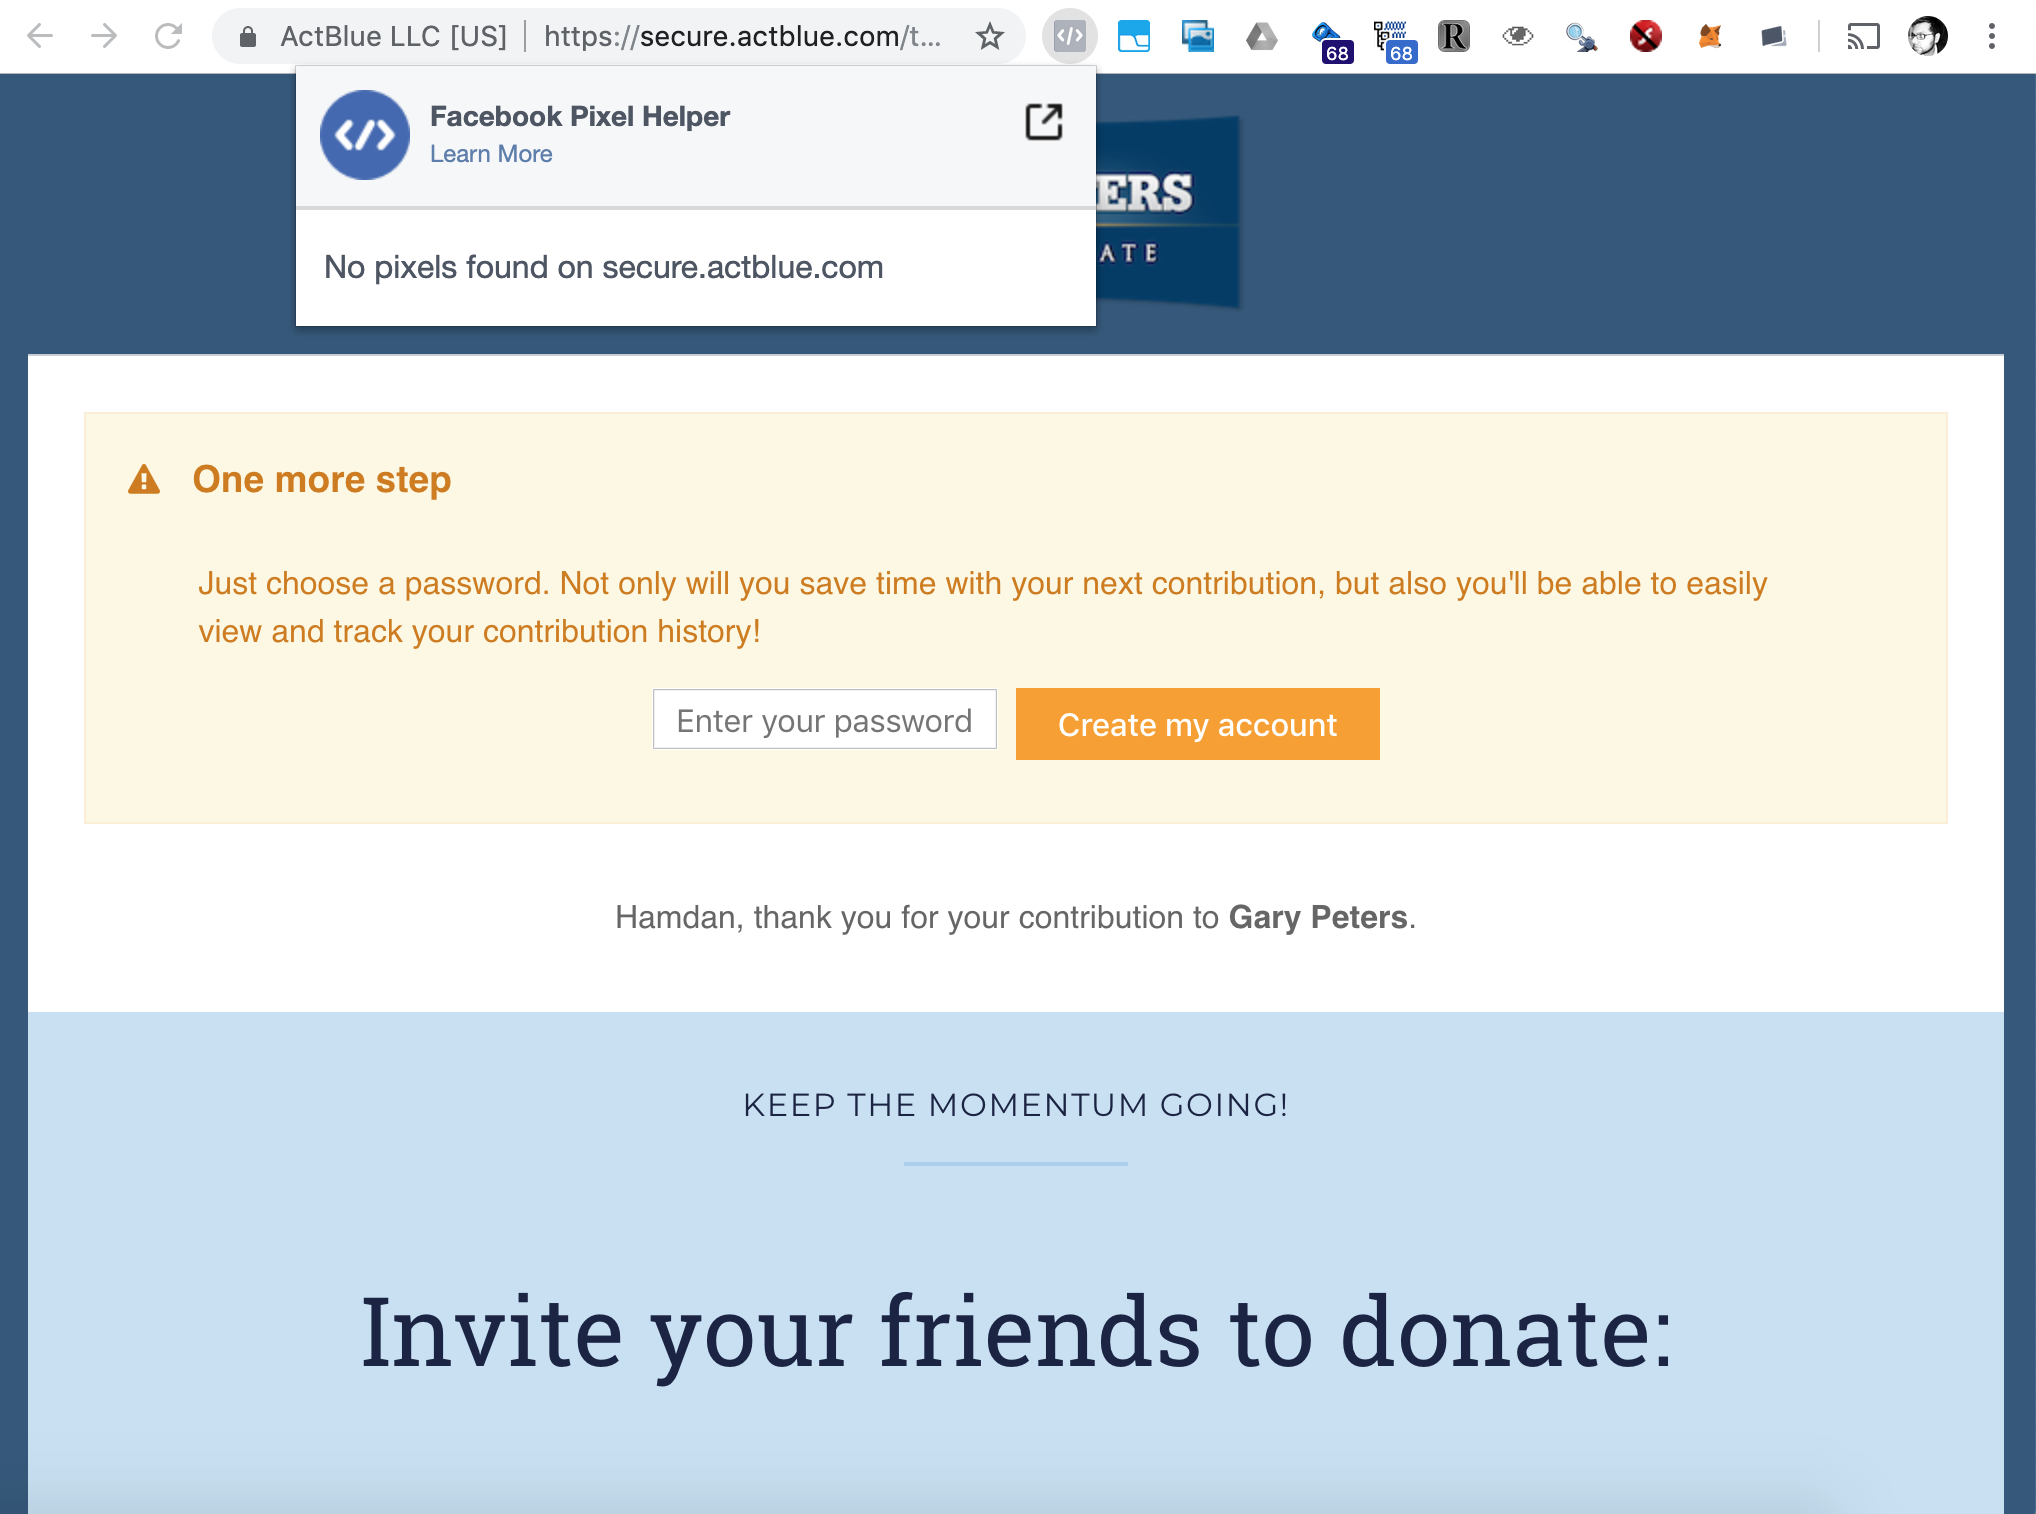 ActBlue LLC [US] | https://secure.actblue.com/t...
68
68
R
Facebook Pixel Helper
Learn More
No pixels found on secure.actblue.com
ERS
ATE
One more step
Just choose a password. Not only will you save time with your next contribution, but also you'll be able to easily
view and track your contribution history!
Enter your password
Create my account
Hamdan, thank you for your contribution to Gary Peters.
KEEP THE MOMENTUM GOING!
Invite your friends to donate: